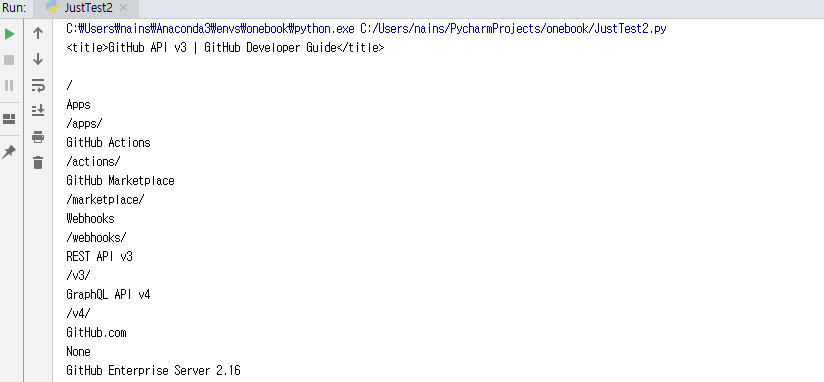 Run: JustTest2
C:₩Users₩nains₩Anaconda3₩envs₩onebook₩python.exe C:/Users/nains/PycharmProjects/onebook/JustTest2.py
<title>GitHub API v3 | GitHub Developer Guide</title>
/
Apps
/apps/
GitHub Actions
/actions/
GitHub Marketplace
/marketplace/
Webhooks
/webhooks/
REST API v3
/v3/
GraphQL API v4
/v4/
GitHub.com
None
GitHub Enterprise Server 2.16